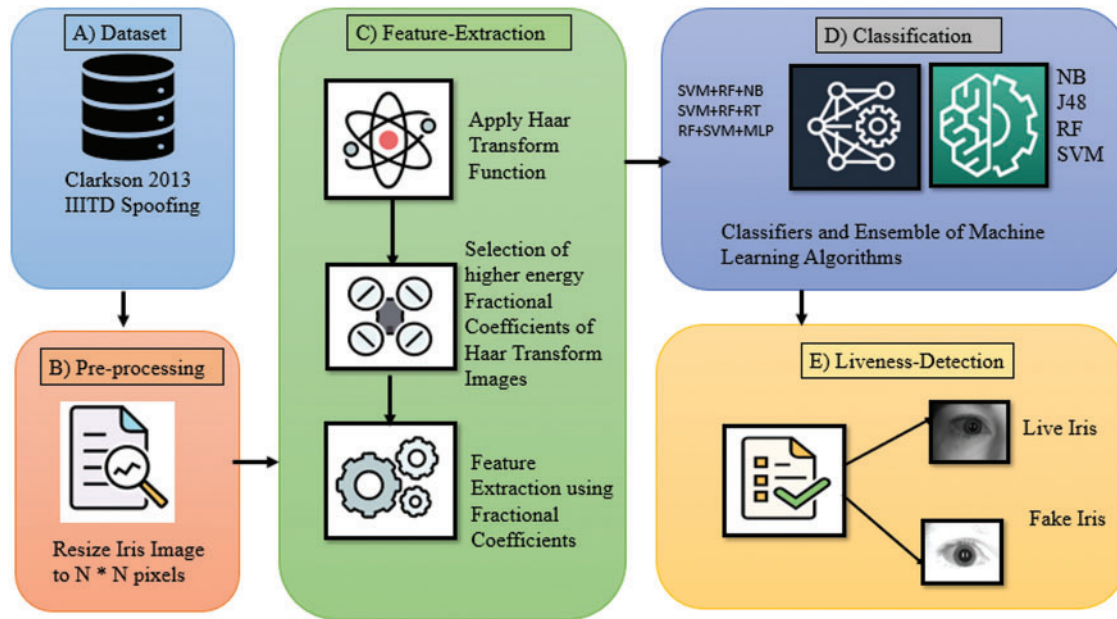 A) Dataset
Clarkson 2013
IIITD Spoofing
B) Pre-processing
Resize Iris Image
to N * N pixels
C) Feature-Extraction
Apply Haar
Transform
Function
Selection of
higher energy
Fractional
Coefficients of
Haar Transform
Images
Feature
Extraction using
Fractional
Coefficients
D) Classification
SVM+RF+NB
SVM+RF+RT
RF+SVM+MLP
NB
J48
RF
SVM
Classifiers and Ensemble of Machine
Learning Algorithms
E) Liveness-Detection
Live Iris
Fake Iris